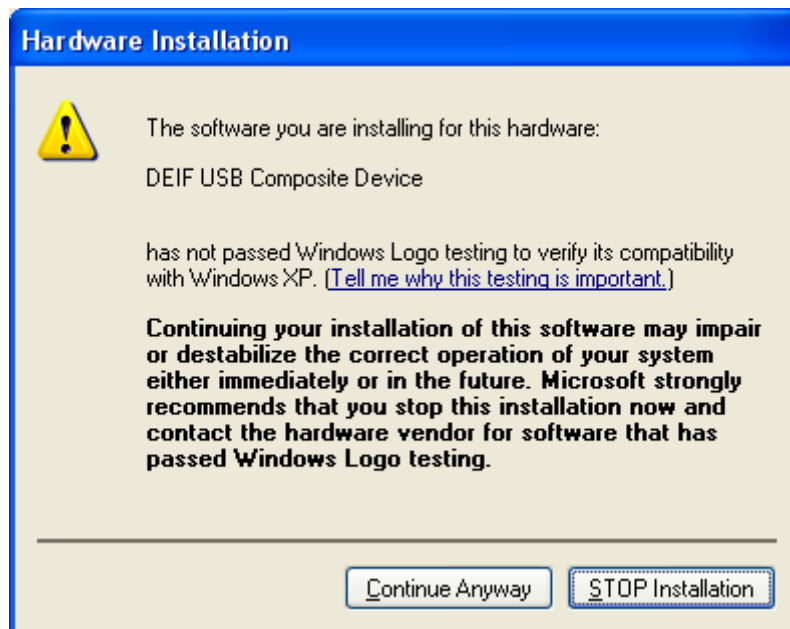 Hardware Installation
The software you are installing for this hardware:
DEIF USB Composite Device
has not passed Windows Logo testing to verify its compatibility
with Windows XP. (Tell me why this testing is important.)
Continuing your installation of this software may impair
or destabilize the correct operation of your system
either immediately or in the future. Microsoft strongly
recommends that you stop this installation now and
contact the hardware vendor for software that has
passed Windows Logo testing.
Continue Anyway
STOP Installation